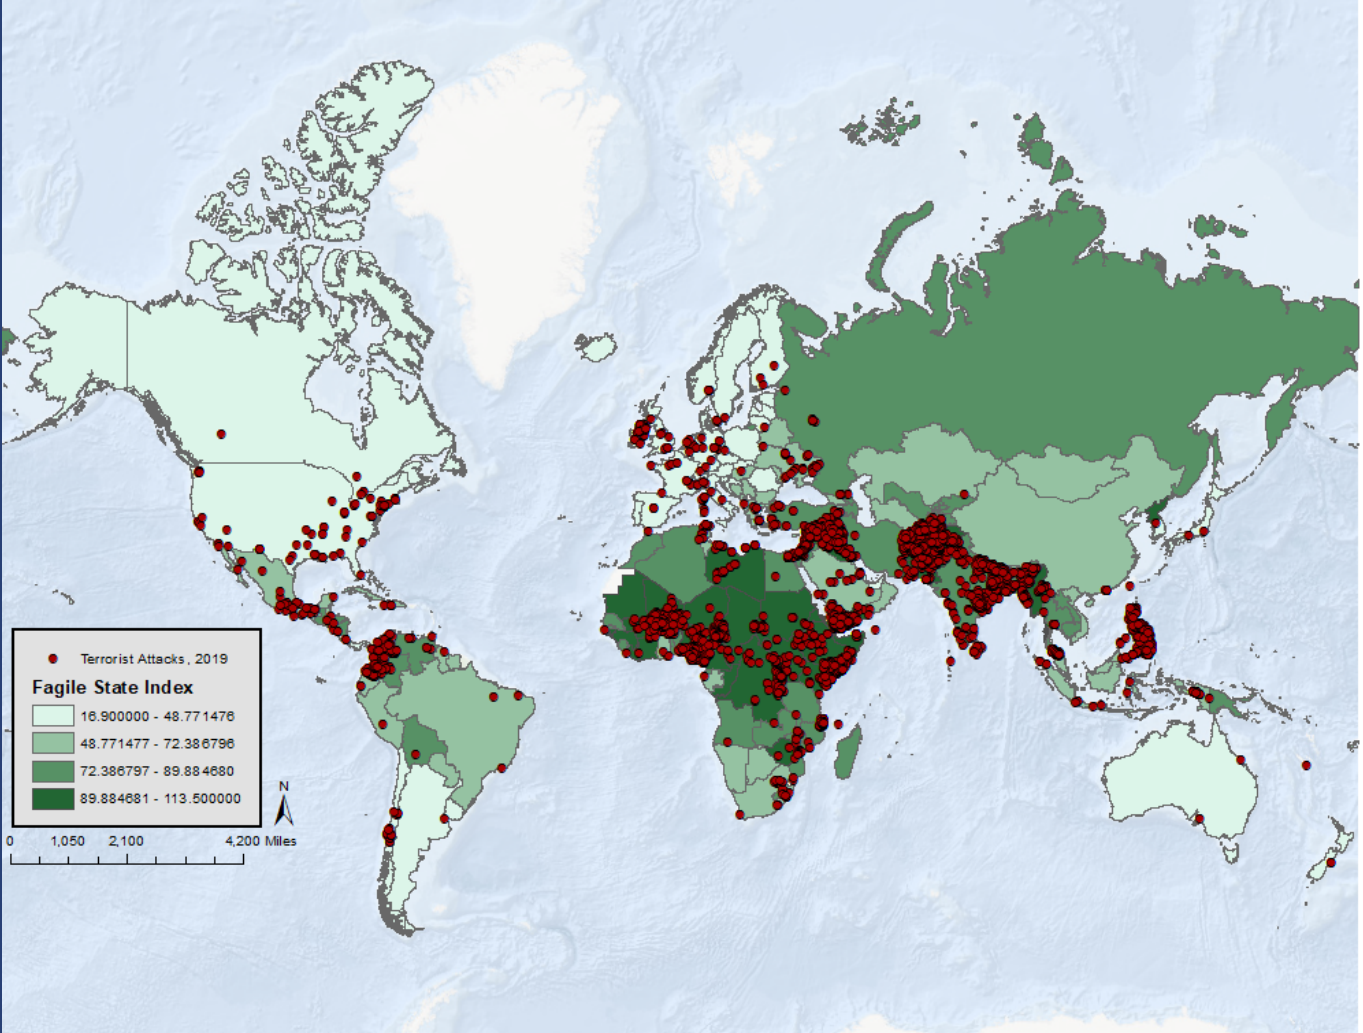 Terrorist Attacks, 2019
Fagile State Index
16.900000 - 48.771476
48.771477 - 72.386796
72.386797 - 89.884680
89.884681 - 113.500000
N
0 1,050 2,100 4,200 Miles